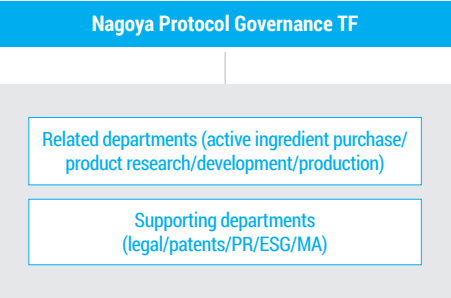 Nagoya Protocol Governance TF
Related departments (active ingredient purchase/
product research/development/production)
Supporting departments
(legal/patents/PR/ESG/MA)